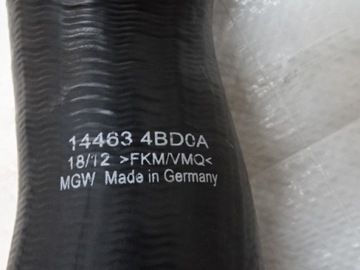 14463 4BD0A
18/12 >FKM/VMQ<
MGW Made in Germany